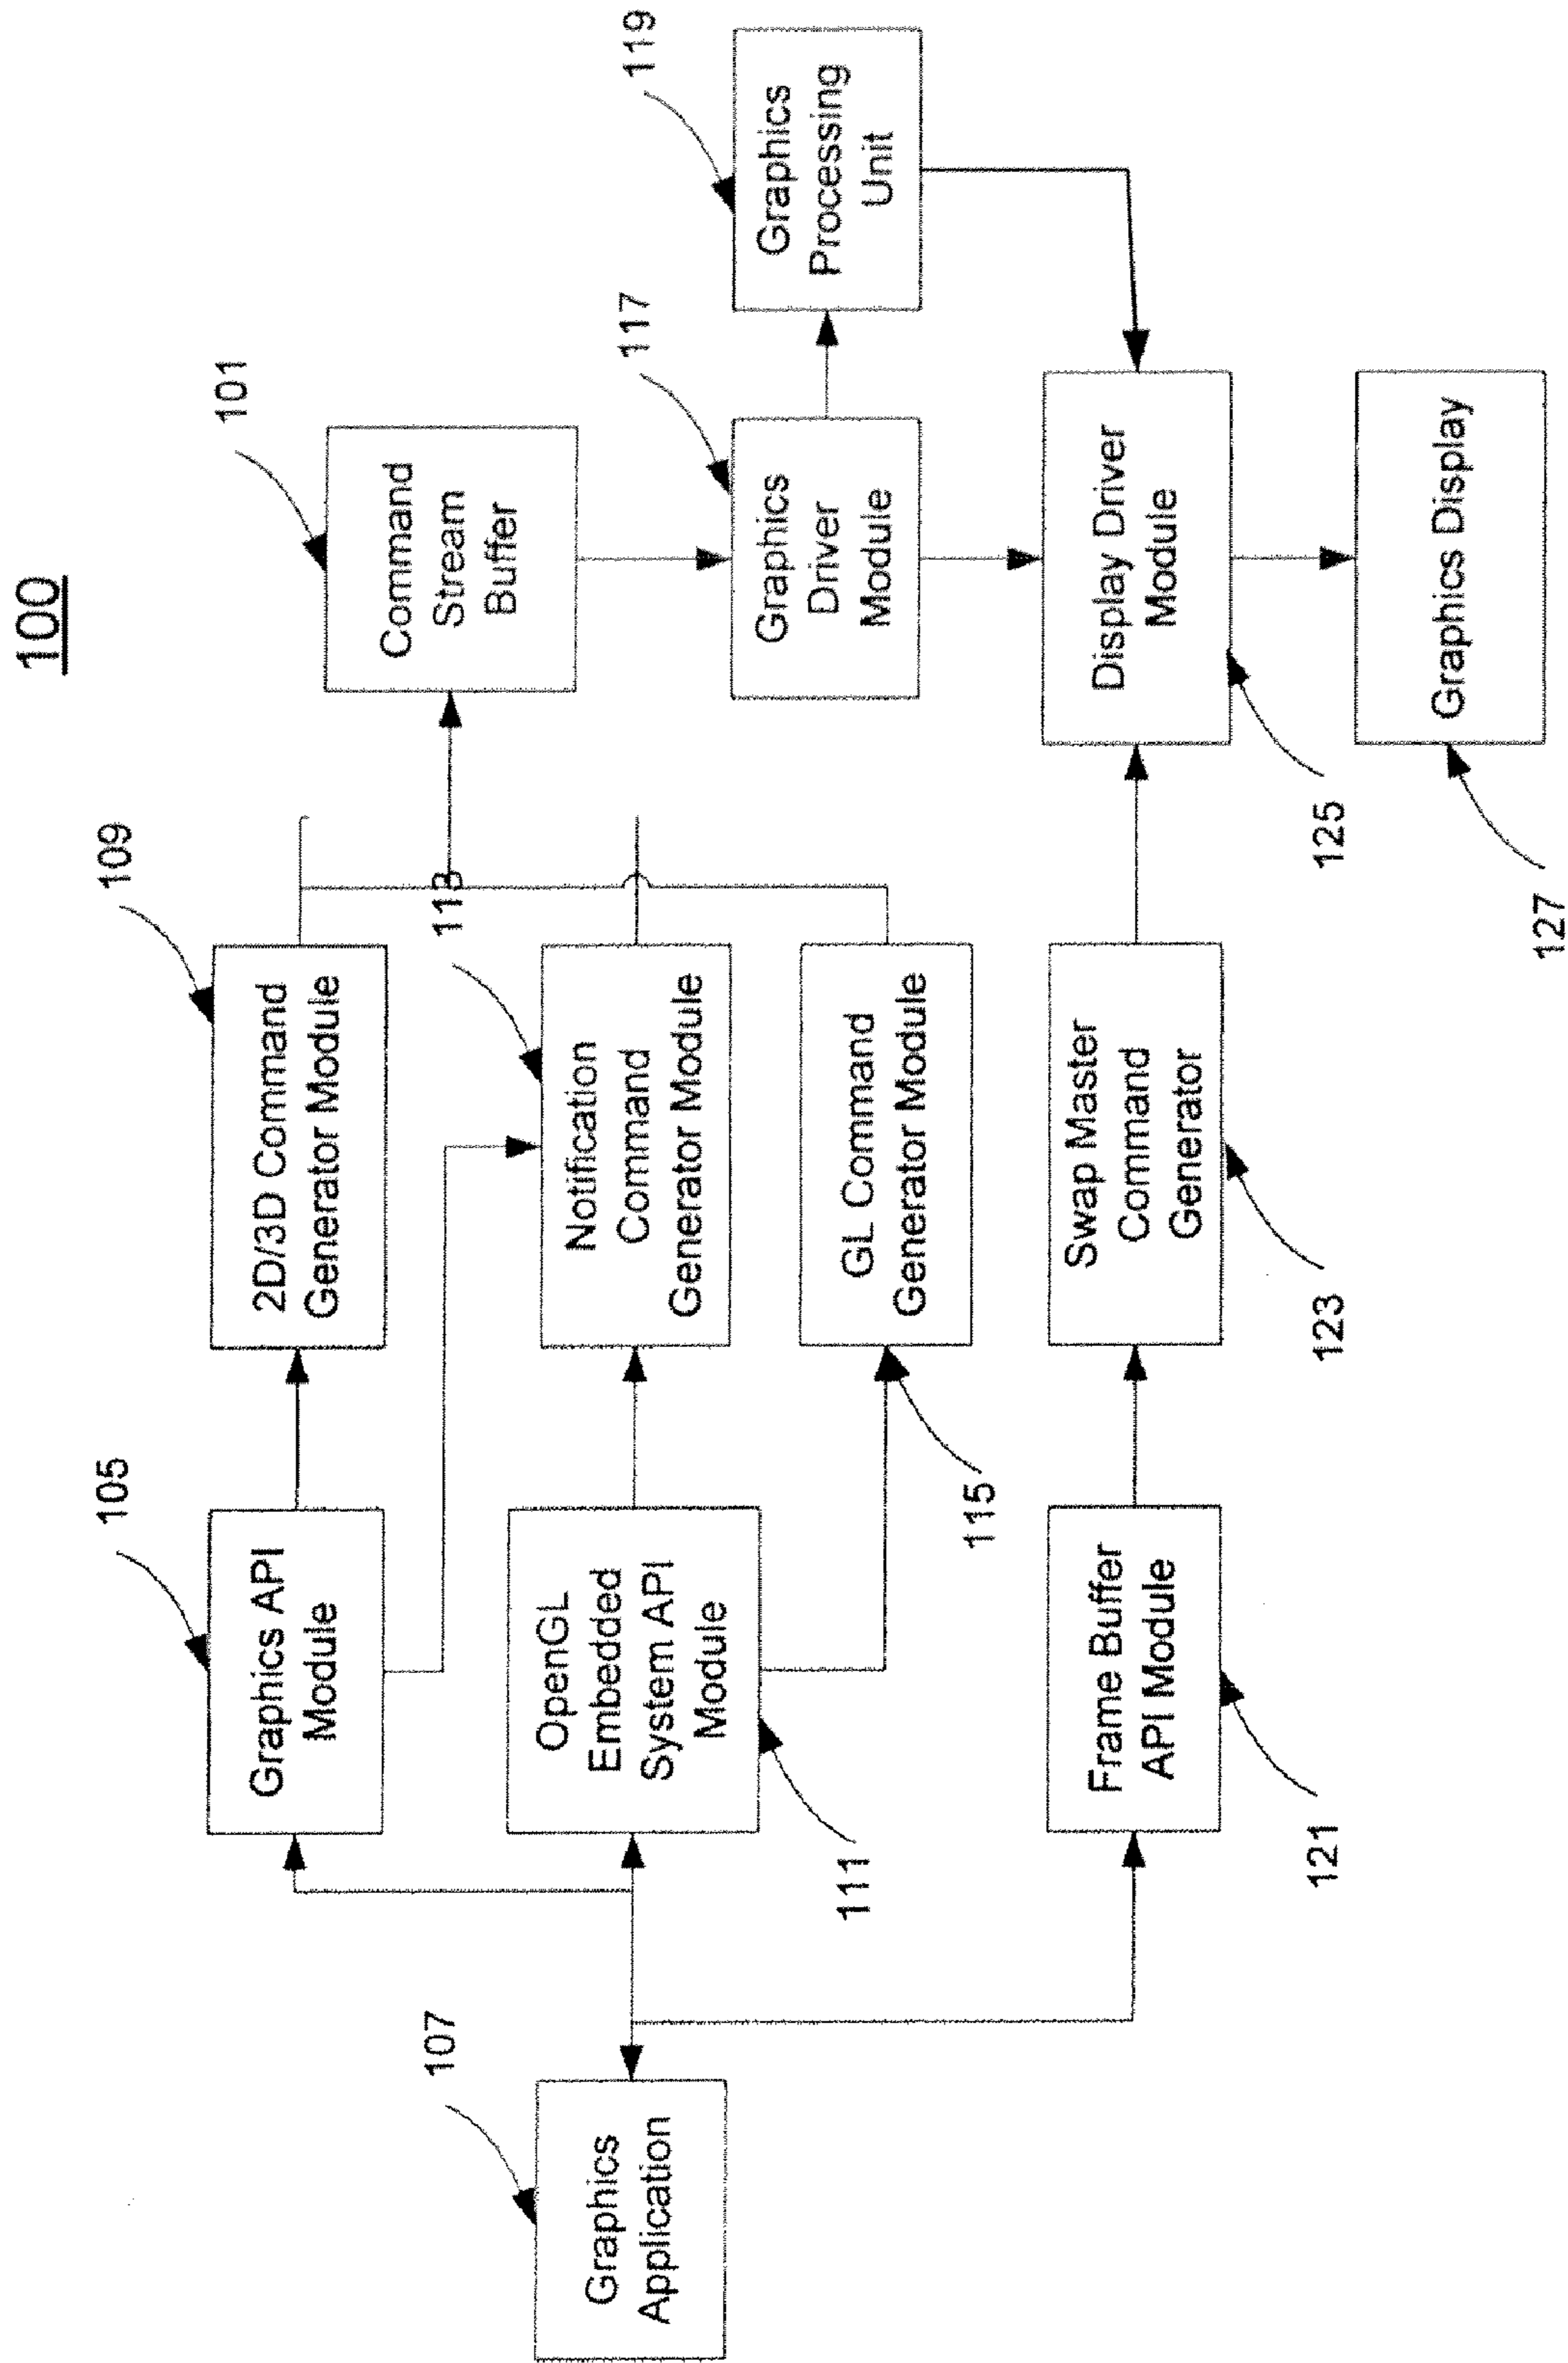 100
101
109
105
107
119
117
113
Command
Stream
Buffer
2D/3D Command
Generator Module
Graphics API
Module
Graphics
Application
OpenGL
Embedded
System API
Module
Notification
Command
Generator Module
Graphics
Driver
Module
Graphics
Processing
Unit
GL Command
Generator Module
111
115
Frame Buffer
API Module
Swap Master
Command
Generator
Display Driver
Module
121
123
125
Graphics Display
127